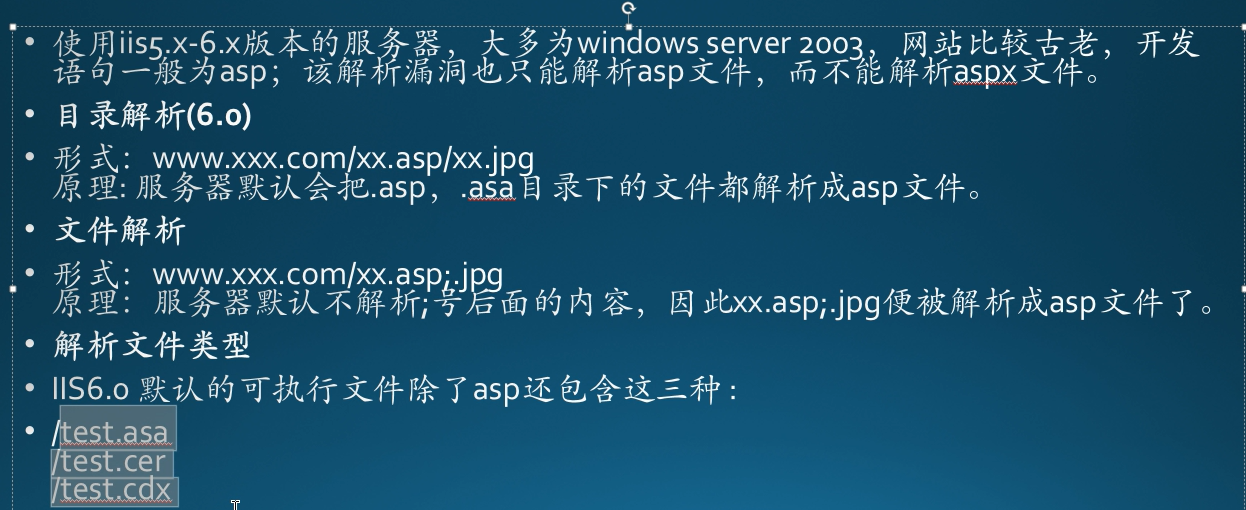 使用iis5.x-6.x版本的服务器，大多为windows server 2003，网站比较古老，开发
语句一般为asp；该解析漏洞也只能解析asp文件，而不能解析aspx文件。
目录解析(6.0)
形式：www.xxx.com/xx.asp/xx.jpg
原理: 服务器默认会把.asp，.asa目录下的文件都解析成asp文件。
文件解析
形式：www.xxx.com/xx.asp;.jpg
原理：服务器默认不解析;号后面的内容，因此xx.asp;.jpg便被解析成asp文件了。
解析文件类型
IIS6.0 默认的可执行文件除了asp还包含这三种 :
/test.asa
/test.cer
/test.cdx